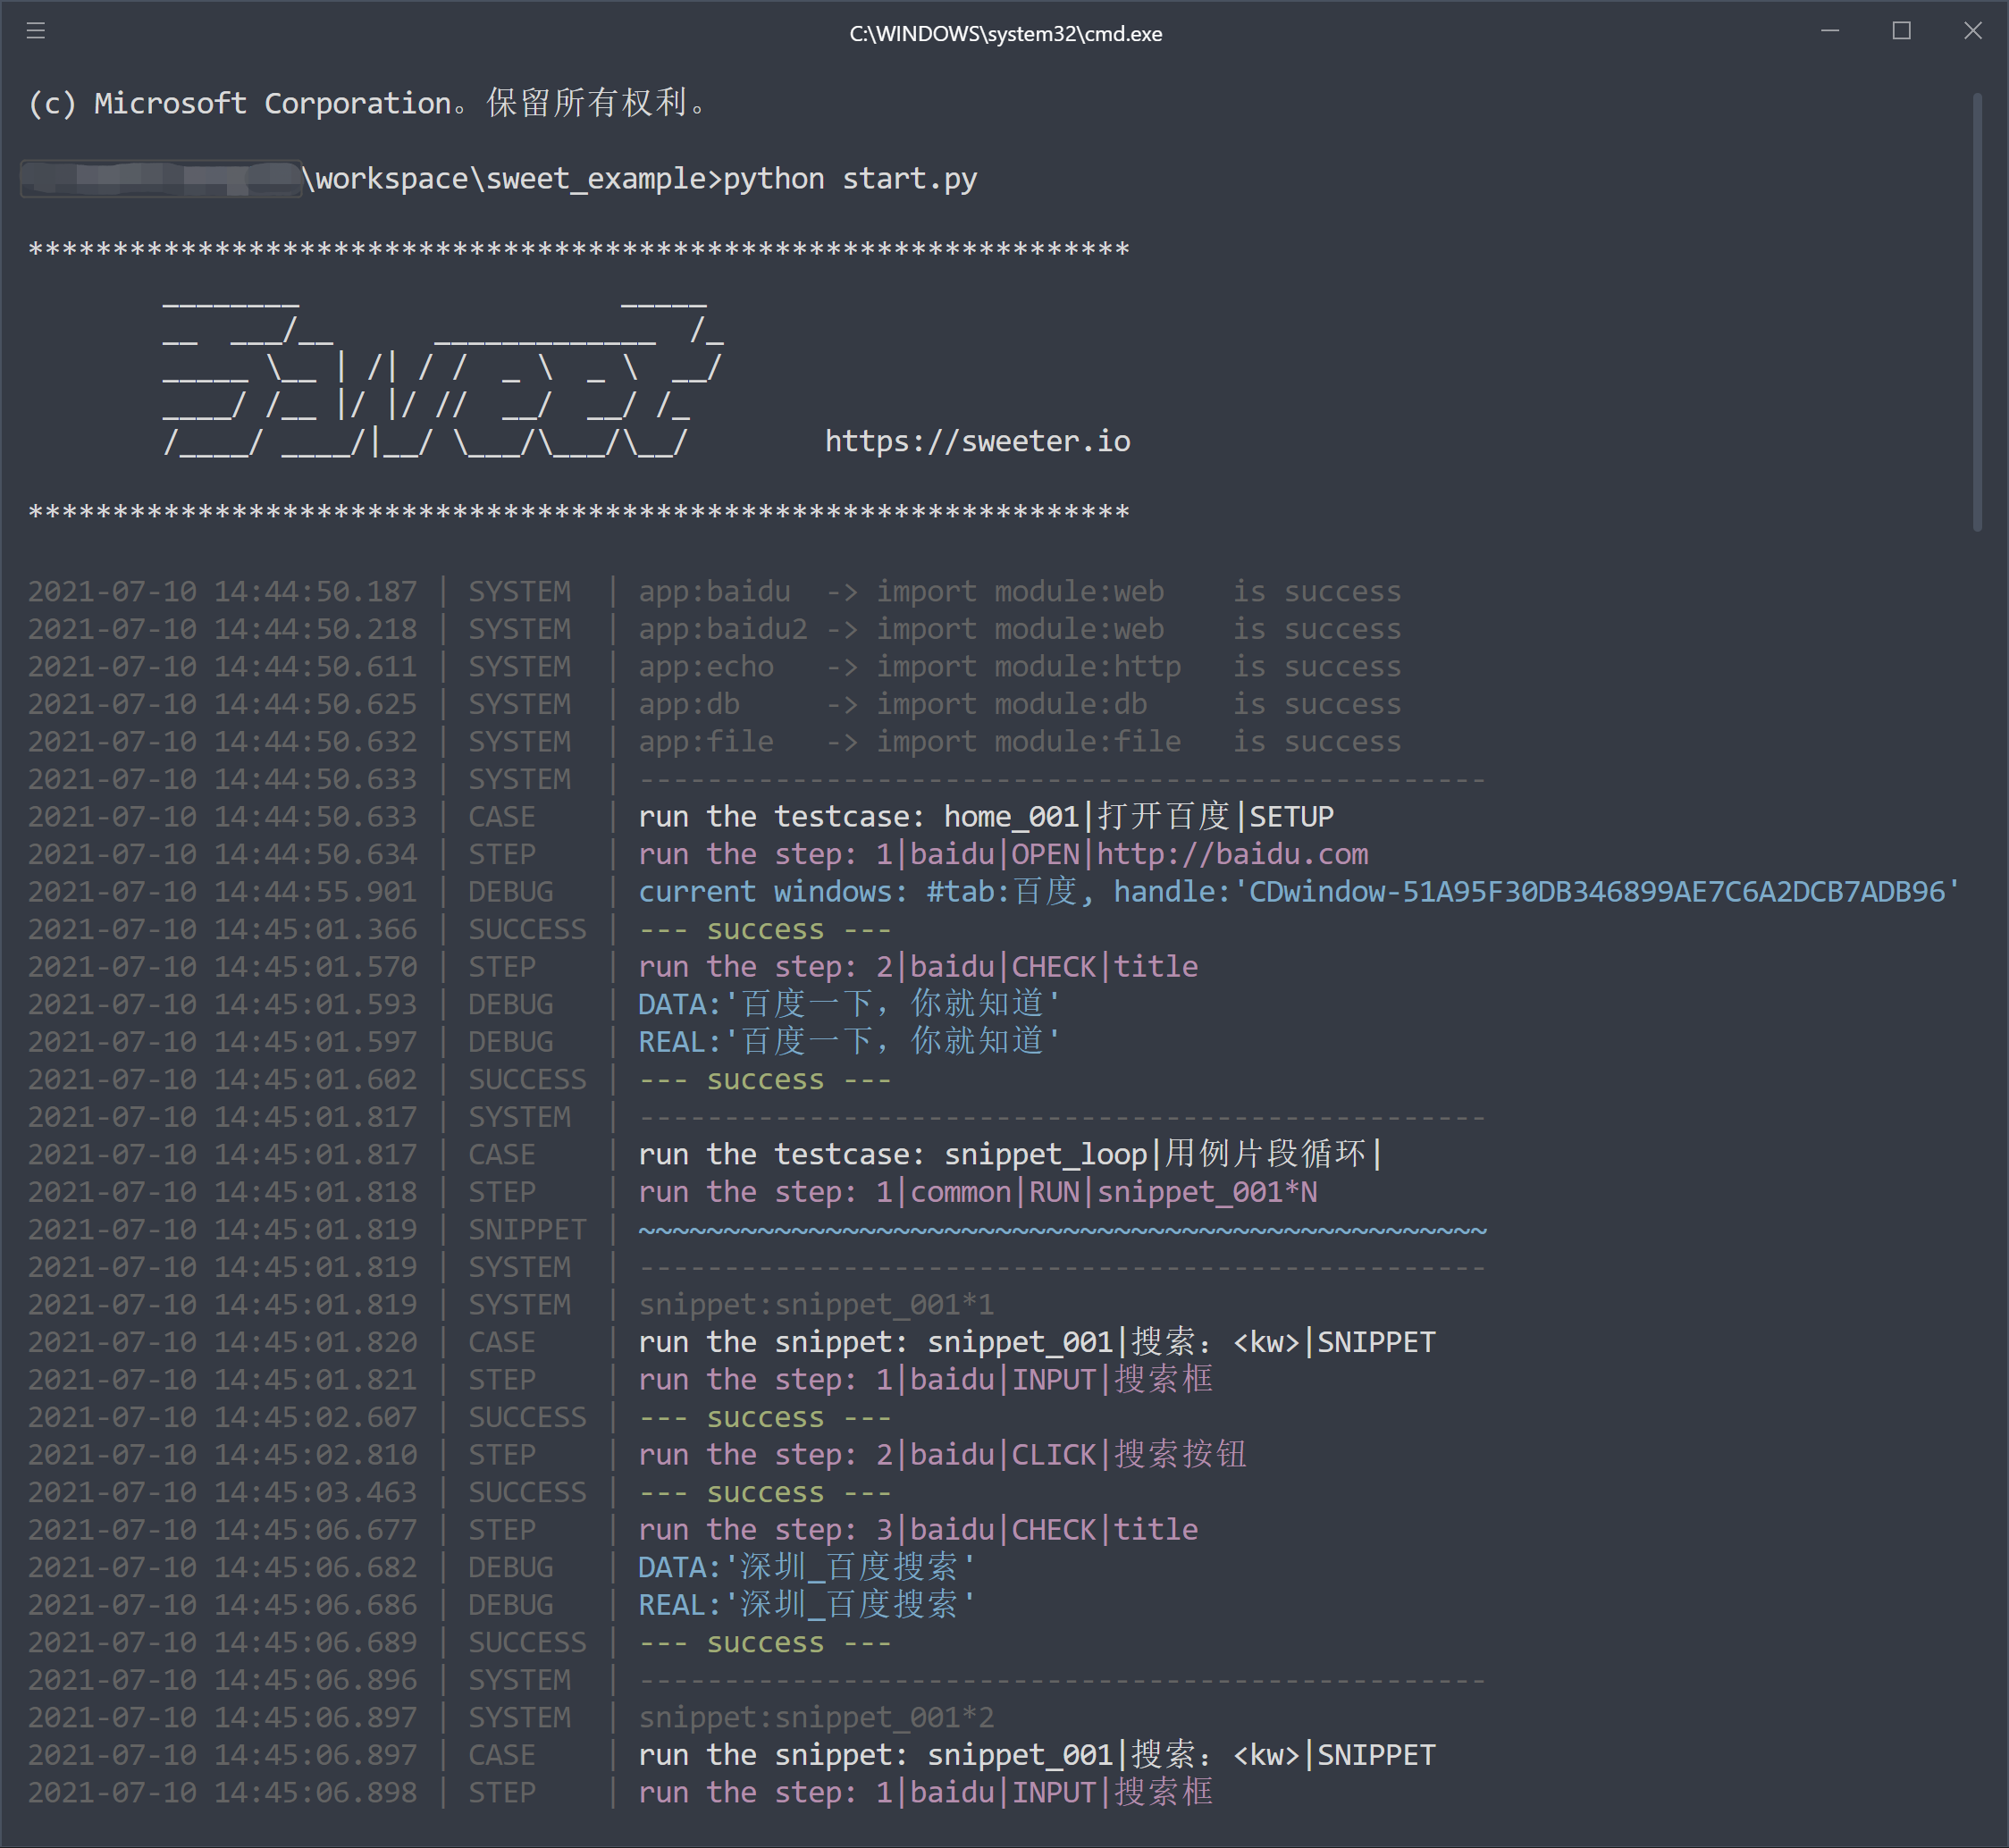 C:\WINDOWS\system32\cmd.exe
(c) Microsoft Corporation。保留所有权利。
\workspace\sweet_example>python start.py
*****************************************************************
        ________                   _____
        __  ___/__      _____________  /_
        _____ \__ | /| / /  _ \  _ \  __/
        ____/ /__ |/ |/ //  __/  __/ /_
        /____/ ____/|__/ \___/\___/\__/        https://sweeter.io
*****************************************************************
2021-07-10 14:44:50.187 | SYSTEM  | app:baidu  -> import module:web    is success
2021-07-10 14:44:50.218 | SYSTEM  | app:baidu2 -> import module:web    is success
2021-07-10 14:44:50.611 | SYSTEM  | app:echo   -> import module:http   is success
2021-07-10 14:44:50.625 | SYSTEM  | app:db     -> import module:db     is success
2021-07-10 14:44:50.632 | SYSTEM  | app:file   -> import module:file   is success
2021-07-10 14:44:50.633 | SYSTEM  | --------------------------------------------------
2021-07-10 14:44:50.633 | CASE    | run the testcase: home_001|打开百度|SETUP
2021-07-10 14:44:50.634 | STEP    | run the step: 1|baidu|OPEN|http://baidu.com
2021-07-10 14:44:55.901 | DEBUG   | current windows: #tab:百度, handle:'CDwindow-51A95F30DB346899AE7C6A2DCB7ADB96'
2021-07-10 14:45:01.366 | SUCCESS | --- success ---
2021-07-10 14:45:01.570 | STEP    | run the step: 2|baidu|CHECK|title
2021-07-10 14:45:01.593 | DEBUG   | DATA:'百度一下，你就知道'
2021-07-10 14:45:01.597 | DEBUG   | REAL:'百度一下，你就知道'
2021-07-10 14:45:01.602 | SUCCESS | --- success ---
2021-07-10 14:45:01.817 | SYSTEM  | --------------------------------------------------
2021-07-10 14:45:01.817 | CASE    | run the testcase: snippet_loop|用例片段循环|
2021-07-10 14:45:01.818 | STEP    | run the step: 1|common|RUN|snippet_001*N
2021-07-10 14:45:01.819 | SNIPPET | ~~~~~~~~~~~~~~~~~~~~~~~~~~~~~~~~~~~~~~~~~~~~~~~~~~
2021-07-10 14:45:01.819 | SYSTEM  | --------------------------------------------------
2021-07-10 14:45:01.819 | SYSTEM  | snippet:snippet_001*1
2021-07-10 14:45:01.820 | CASE    | run the snippet: snippet_001|搜索：<kw>|SNIPPET
2021-07-10 14:45:01.821 | STEP    | run the step: 1|baidu|INPUT|搜索框
2021-07-10 14:45:02.607 | SUCCESS | --- success ---
2021-07-10 14:45:02.810 | STEP    | run the step: 2|baidu|CLICK|搜索按钮
2021-07-10 14:45:03.463 | SUCCESS | --- success ---
2021-07-10 14:45:06.677 | STEP    | run the step: 3|baidu|CHECK|title
2021-07-10 14:45:06.682 | DEBUG   | DATA:'深圳_百度搜索'
2021-07-10 14:45:06.686 | DEBUG   | REAL:'深圳_百度搜索'
2021-07-10 14:45:06.689 | SUCCESS | --- success ---
2021-07-10 14:45:06.896 | SYSTEM  | --------------------------------------------------
2021-07-10 14:45:06.897 | SYSTEM  | snippet:snippet_001*2
2021-07-10 14:45:06.897 | CASE    | run the snippet: snippet_001|搜索：<kw>|SNIPPET
2021-07-10 14:45:06.898 | STEP    | run the step: 1|baidu|INPUT|搜索框